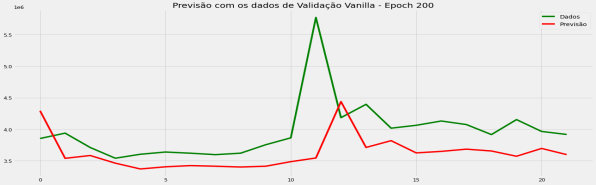 Previsão com os dados de Validação Vanilla - Epoch 200
1e6
Dados
Previsão
5.5
5.0
4.5
4.0
3.5
0
5
10
15
20